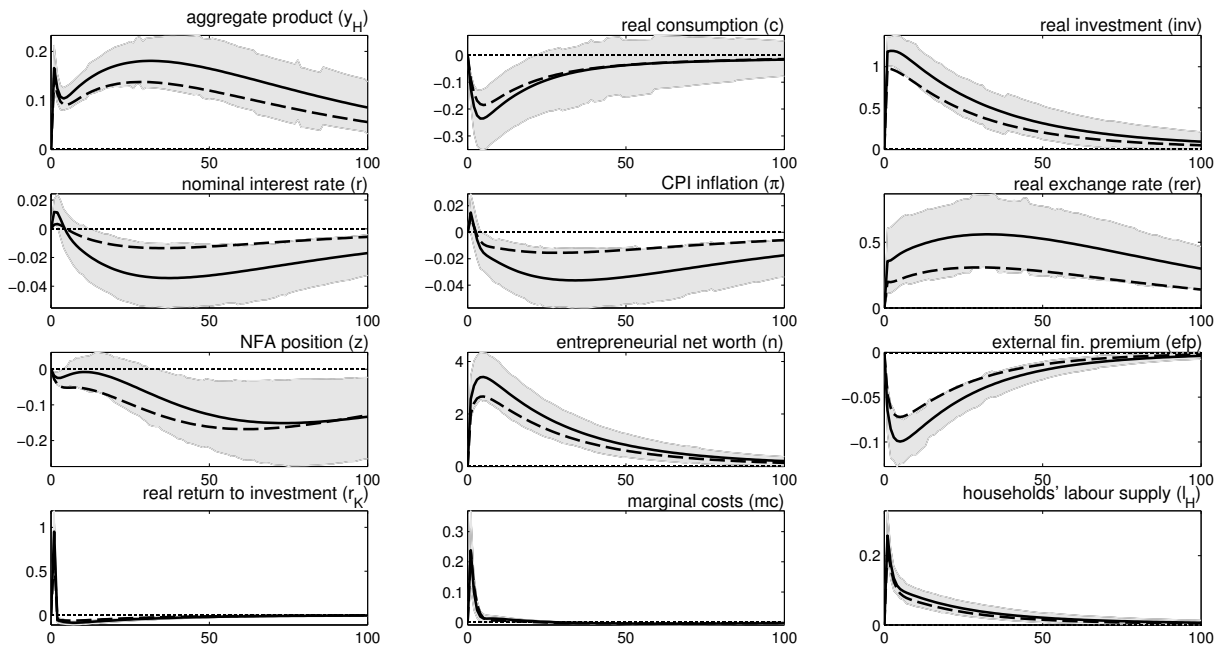 aggregate product (y_H)
0.2
0.1
0
0 50 100
real consumption (c)
0
−0.1
−0.2
−0.3
0 50 100
real investment (inv)
1
0.5
0
0 50 100
nominal interest rate (r)
0.02
0
−0.02
−0.04
0 50 100
CPI inflation (π)
0.02
0
−0.02
−0.04
0 50 100
real exchange rate (rer)
0.5
0
0 50 100
NFA position (z)
0
−0.1
−0.2
0 50 100
entrepreneurial net worth (n)
4
2
0
0 50 100
external fin. premium (efp)
0
−0.05
−0.1
0 50 100
real return to investment (r_K)
1
0.5
0
0 50 100
marginal costs (mc)
0.3
0.2
0.1
0
0 50 100
households' labour supply (l_H)
0.2
0
0 50 100